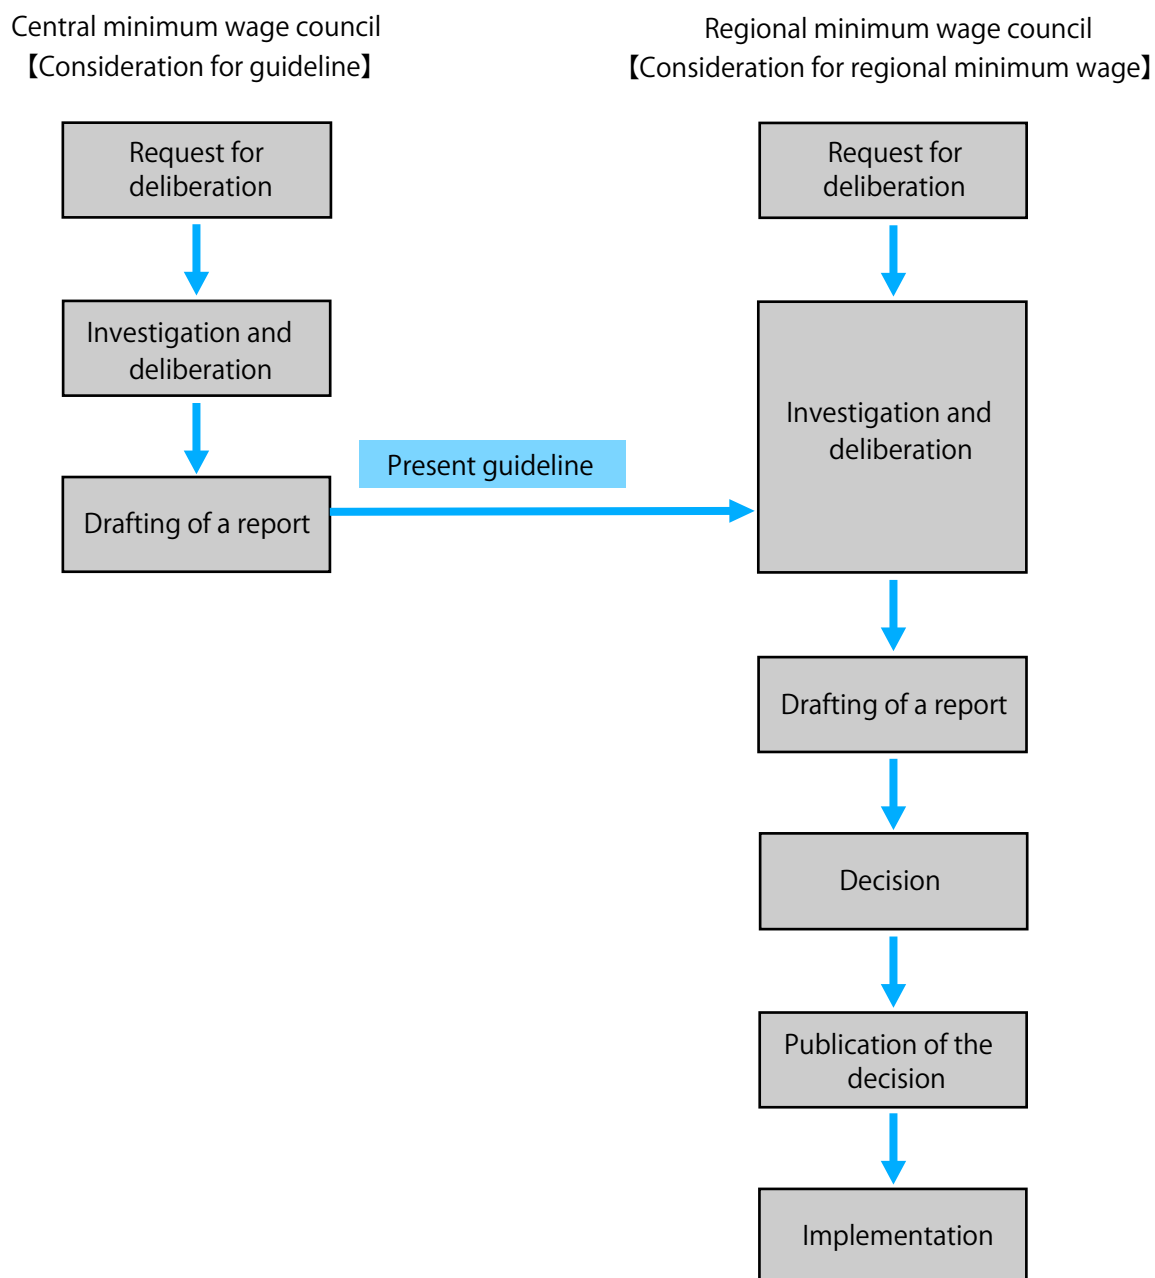 Central minimum wage council
【Consideration for guideline】
Request for
deliberation
Investigation and
deliberation
Drafting of a report
Present guideline
Regional minimum wage council
【Consideration for regional minimum wage】
Request for
deliberation
Investigation and
deliberation
Drafting of a report
Decision
Publication of the
decision
Implementation